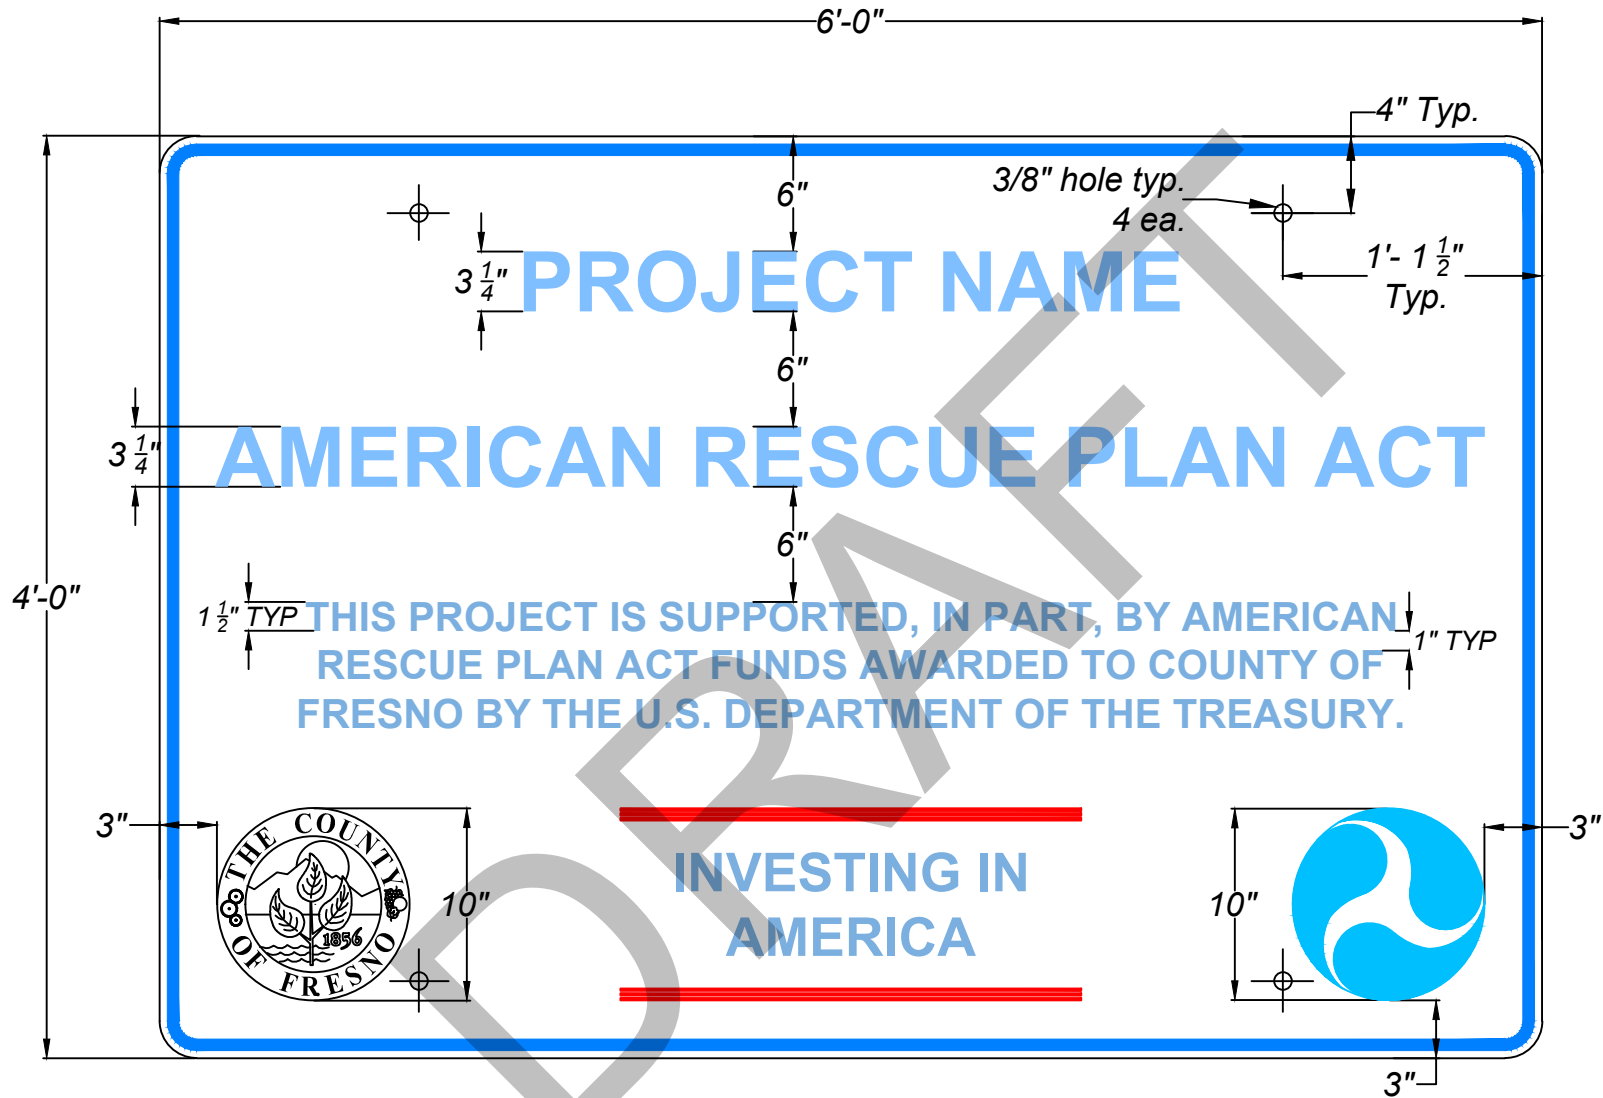 6'-0"
4" Typ.
3/8" hole typ.
4 ea.
6"
1'- 1 1/2"
Typ.
3 1/4"
PROJECT NAME
6"
3 1/4"
AMERICAN RESCUE PLAN ACT
6"
4'-0"
1 1/2" TYP
THIS PROJECT IS SUPPORTED, IN PART, BY AMERICAN
RESCUE PLAN ACT FUNDS AWARDED TO COUNTY OF
FRESNO BY THE U.S. DEPARTMENT OF THE TREASURY.
1" TYP
3"
THE COUNTY
OF FRESNO
1856
10"
INVESTING IN
AMERICA
10"
3"
3"
DRAFT